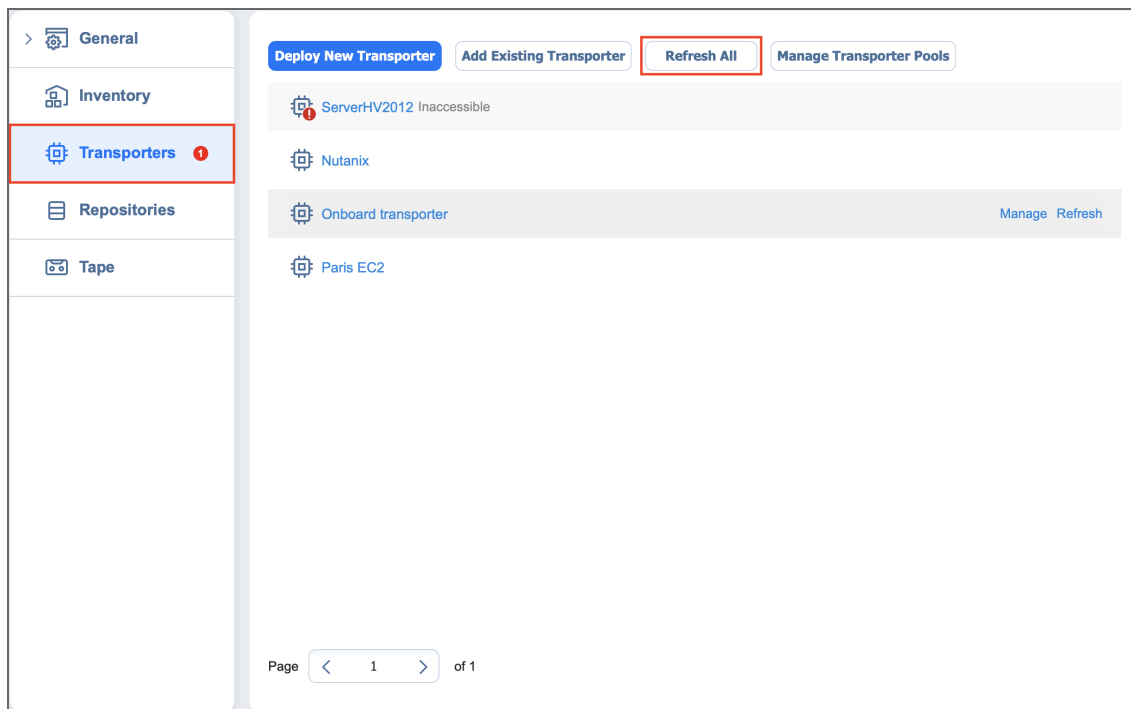 General
Inventory
Transporters 1
Repositories
Tape
Deploy New Transporter Add Existing Transporter Refresh All Manage Transporter Pools
ServerHV2012 Inaccessible
Nutanix
Onboard transporter Manage Refresh
Paris EC2
Page 1 of 1